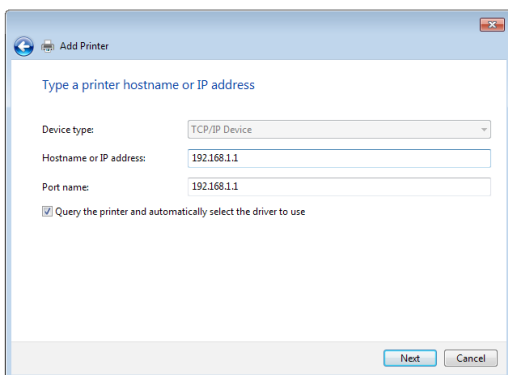 Add Printer
Type a printer hostname or IP address
Device type: TCP/IP Device
Hostname or IP address: 192.168.1.1
Port name: 192.168.1.1
Query the printer and automatically select the driver to use
Next Cancel